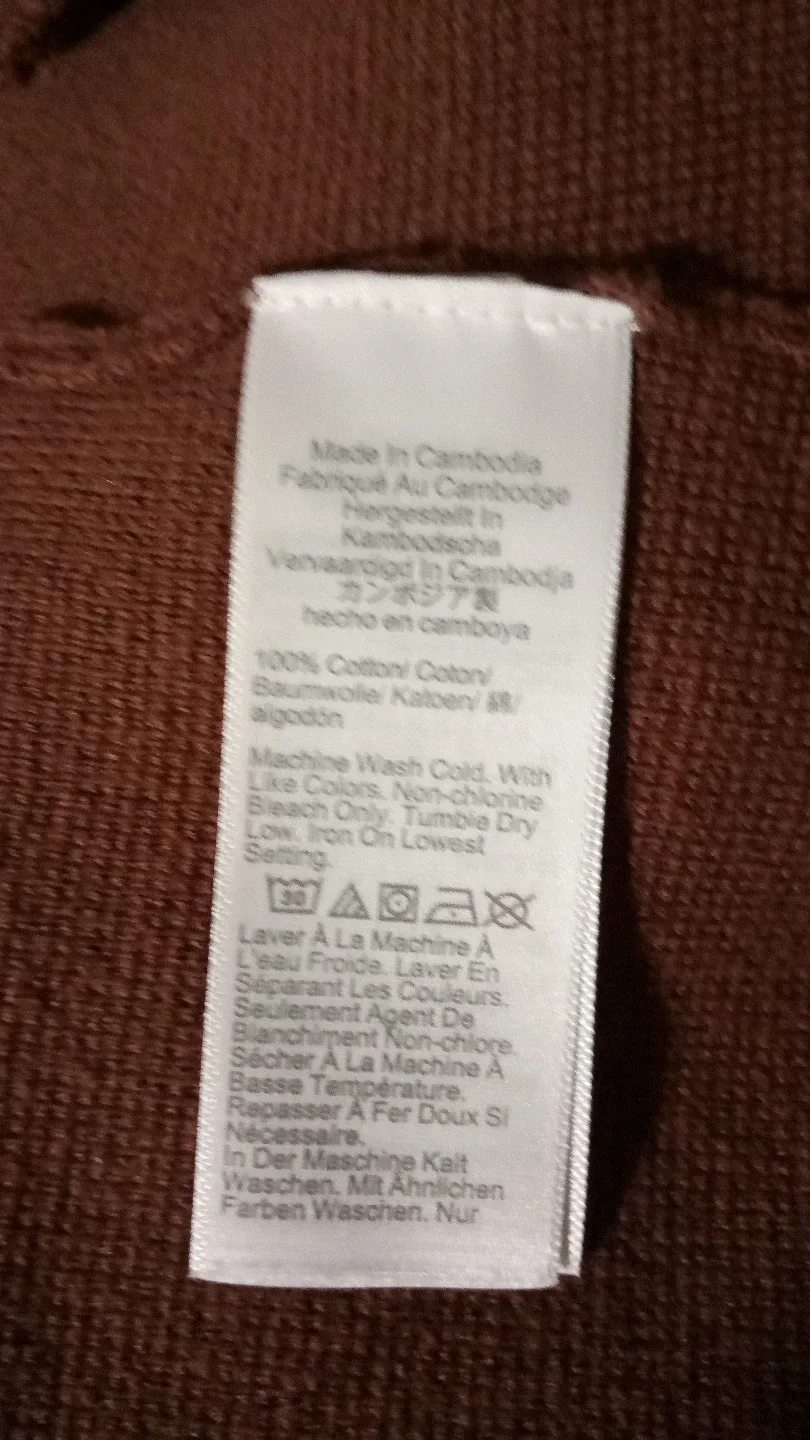 Made In Cambodia
Fabriqué Au Cambodge
Hergestellt In
Kambodscha
Vervaardigd In Cambodja
カンボジア製
hecho en camboya
100% Cotton/ Coton/
Baumwolle/ Katoen/ 綿/
algodón
Machine Wash Cold. With
Like Colors. Non-chlorine
Bleach Only. Tumble Dry
Low. Iron On Lowest
Setting.
30
Laver À La Machine À
L'eau Froide. Laver En
Séparant Les Couleurs.
Seulement Agent De
Blanchiment Non-chlore.
Sécher À La Machine À
Basse Température.
Repasser À Fer Doux Si
Nécessaire.
In Der Maschine Kalt
Waschen. Mit Ähnlichen
Farben Waschen. Nur